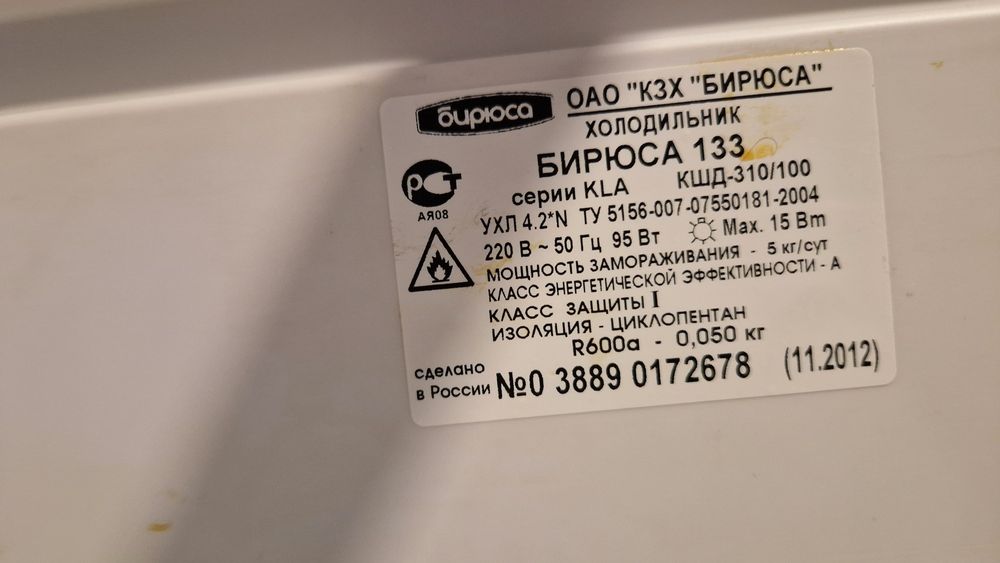 бирюса
ОАО "КЗХ "БИРЮСА"
ХОЛОДИЛЬНИК
БИРЮСА 133
серии KLA КШД-310/100
РСТ
АЯ08
УХЛ 4.2*N ТУ 5156-007-07550181-2004
220 В ~ 50 Гц 95 Вт Max. 15 Вт
МОЩНОСТЬ ЗАМОРАЖИВАНИЯ - 5 кг/сут
КЛАСС ЭНЕРГЕТИЧЕСКОЙ ЭФФЕКТИВНОСТИ - А
КЛАСС ЗАЩИТЫ I
ИЗОЛЯЦИЯ - ЦИКЛОПЕНТАН
R600a - 0,050 кг
сделано
в России №0 3889 0172678 (11.2012)